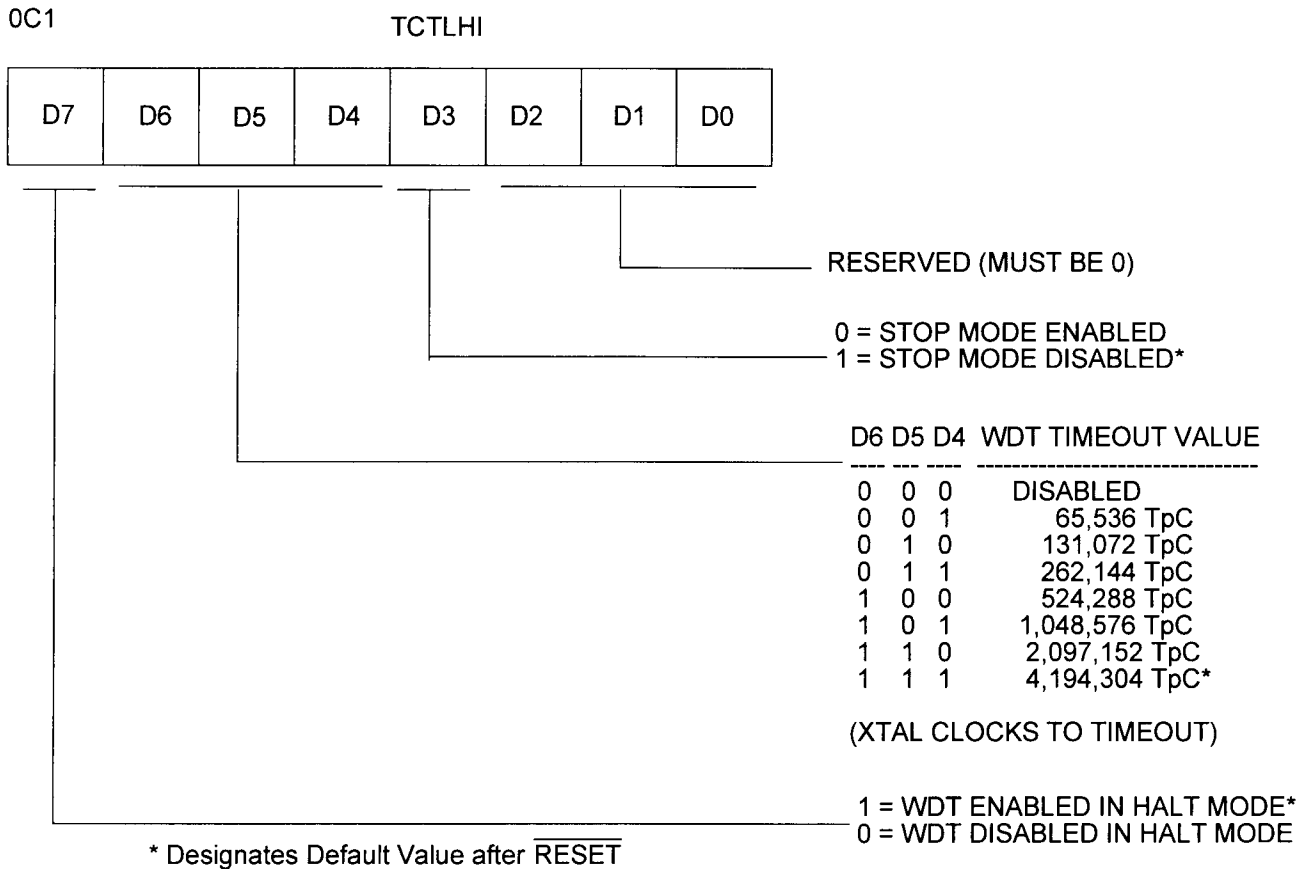 0C1
TCTLHI
D7 D6 D5 D4 D3 D2 D1 D0
RESERVED (MUST BE 0)
0 = STOP MODE ENABLED
1 = STOP MODE DISABLED*
D6 D5 D4 WDT TIMEOUT VALUE
---- --- ---- --------------------------------
0 0 0 DISABLED
0 0 1 65,536 TpC
0 1 0 131,072 TpC
0 1 1 262,144 TpC
1 0 0 524,288 TpC
1 0 1 1,048,576 TpC
1 1 0 2,097,152 TpC
1 1 1 4,194,304 TpC*
(XTAL CLOCKS TO TIMEOUT)
1 = WDT ENABLED IN HALT MODE*
0 = WDT DISABLED IN HALT MODE
* Designates Default Value after RESET